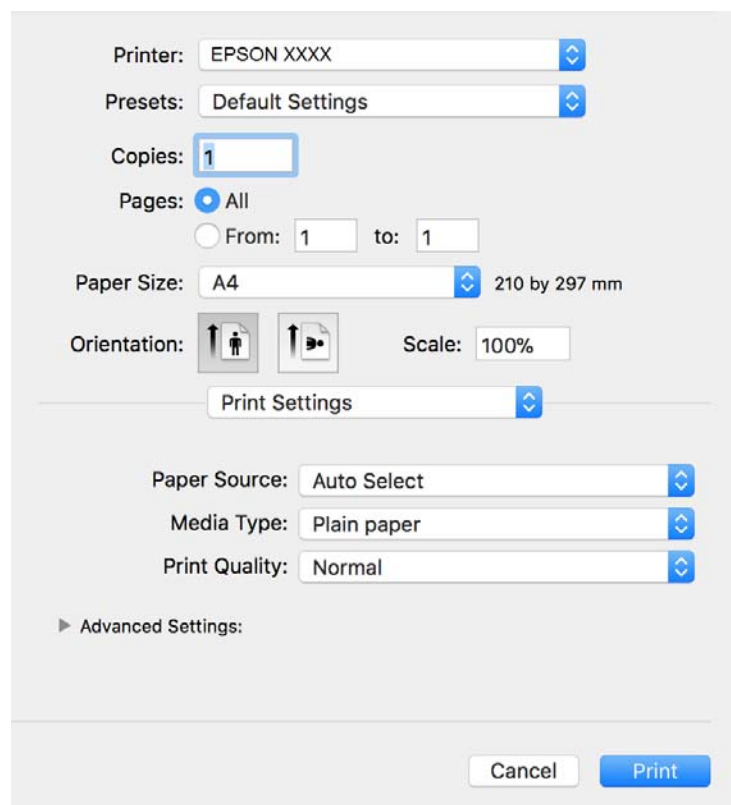 Printer: EPSON XXXX
Presets: Default Settings
Copies: 1
Pages: All
From: 1 to: 1
Paper Size: A4 210 by 297 mm
Orientation: Scale: 100%
Print Settings
Paper Source: Auto Select
Media Type: Plain paper
Print Quality: Normal
Advanced Settings:
Cancel Print